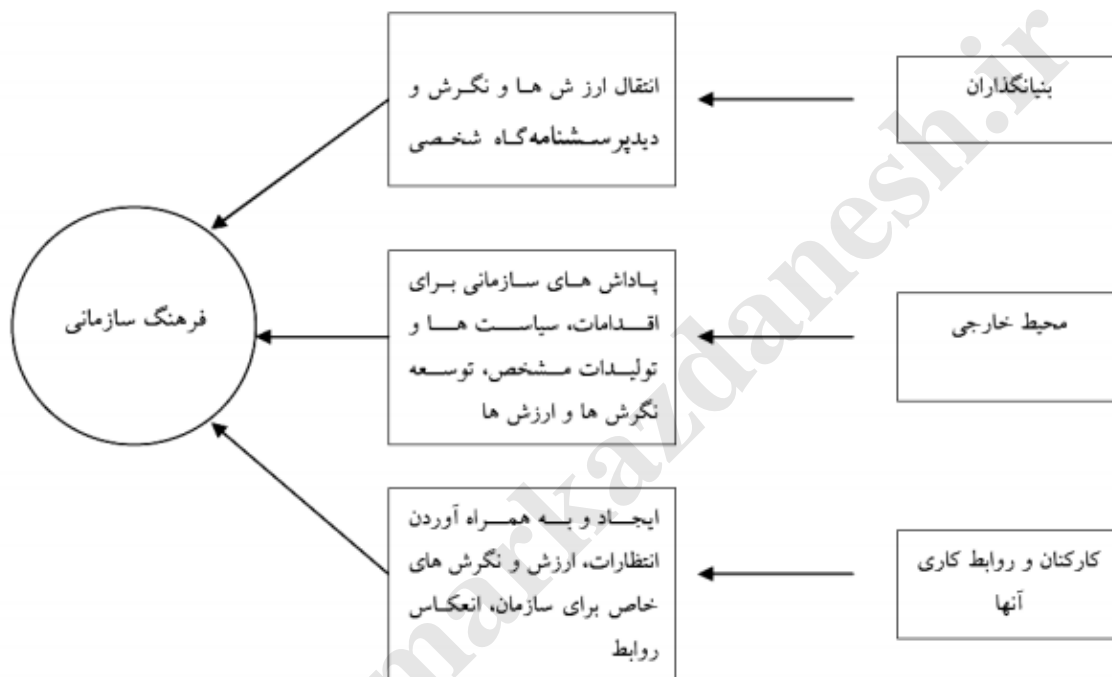 بنیانگذاران
انتقال ارز ش ها و نگرش و
دیدپرسشنامه‌گاه شخصی
محیط خارجی
پاداش های سازمانی برای
اقدامات، سیاست ها و
تولیدات مشخص، توسعه
نگرش ها و ارزش ها
فرهنگ سازمانی
کارکنان و روابط کاری
آنها
ایجاد و به همراه آوردن
انتظارات، ارزش و نگرش های
خاص برای سازمان، انعکاس
روابط
markazdanesh.ir